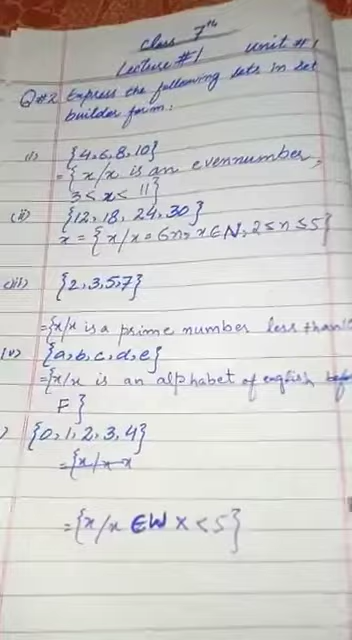 Class 7th
Lecture #1 Unit #1
Q#2 Express the following sets in set
builder form.
(i) {4,6,8,10}
= {x/x is an even number,
3<x< 11}
(ii) {12, 18, 24, 30}
x = {x/x = 6n, x∈N, 2≤n≤5}
(iii) {2,3,5,7}
= {x/x is a prime number less than
(v) {a,b,c,d,e}
= {x/x is an alphabet of english before
F}
) {0,1,2,3,4}
= {x/x
= {x/x ∈ W x<5}